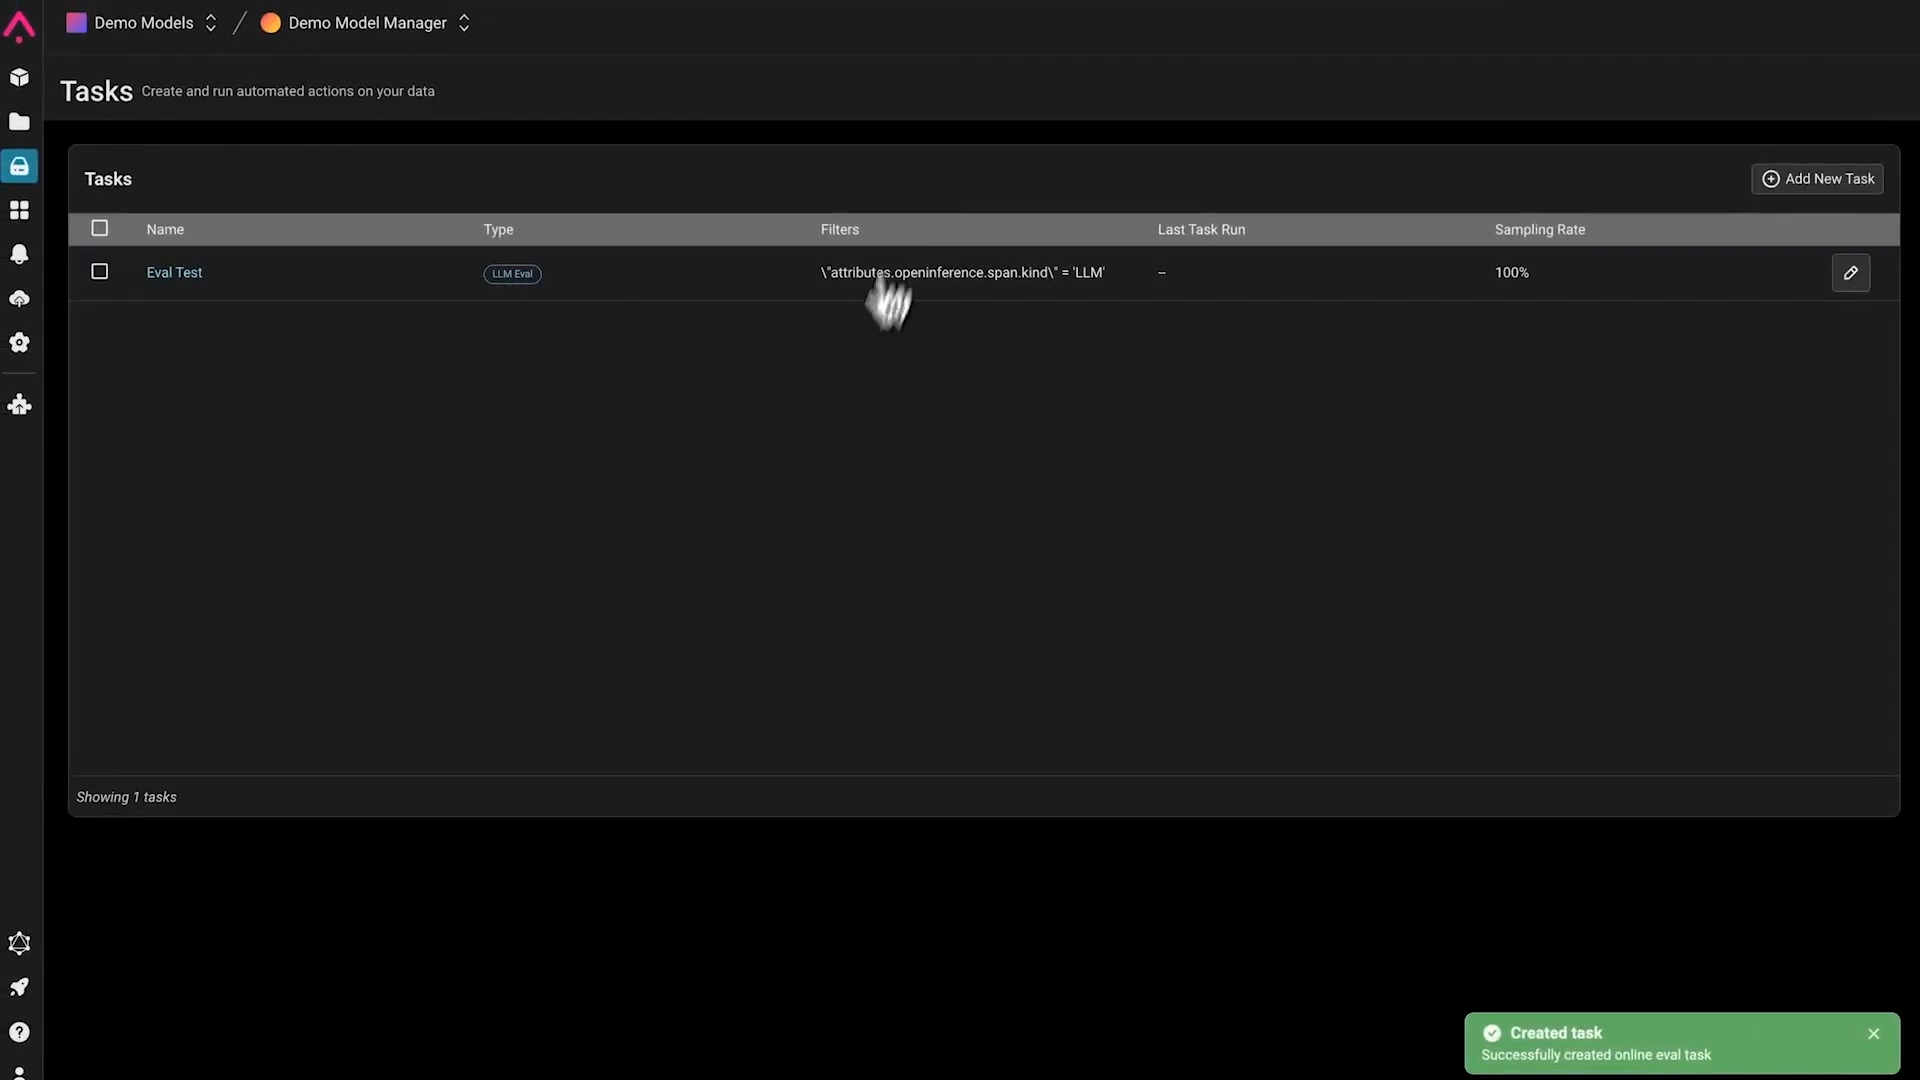 Demo Models / Demo Model Manager
Tasks Create and run automated actions on your data
Tasks
Add New Task
Name Type Filters Last Task Run Sampling Rate
Eval Test LLM Eval \"attributes.openinference.span.kind\" = 'LLM' – 100%
Showing 1 tasks
Created task
Successfully created online eval task